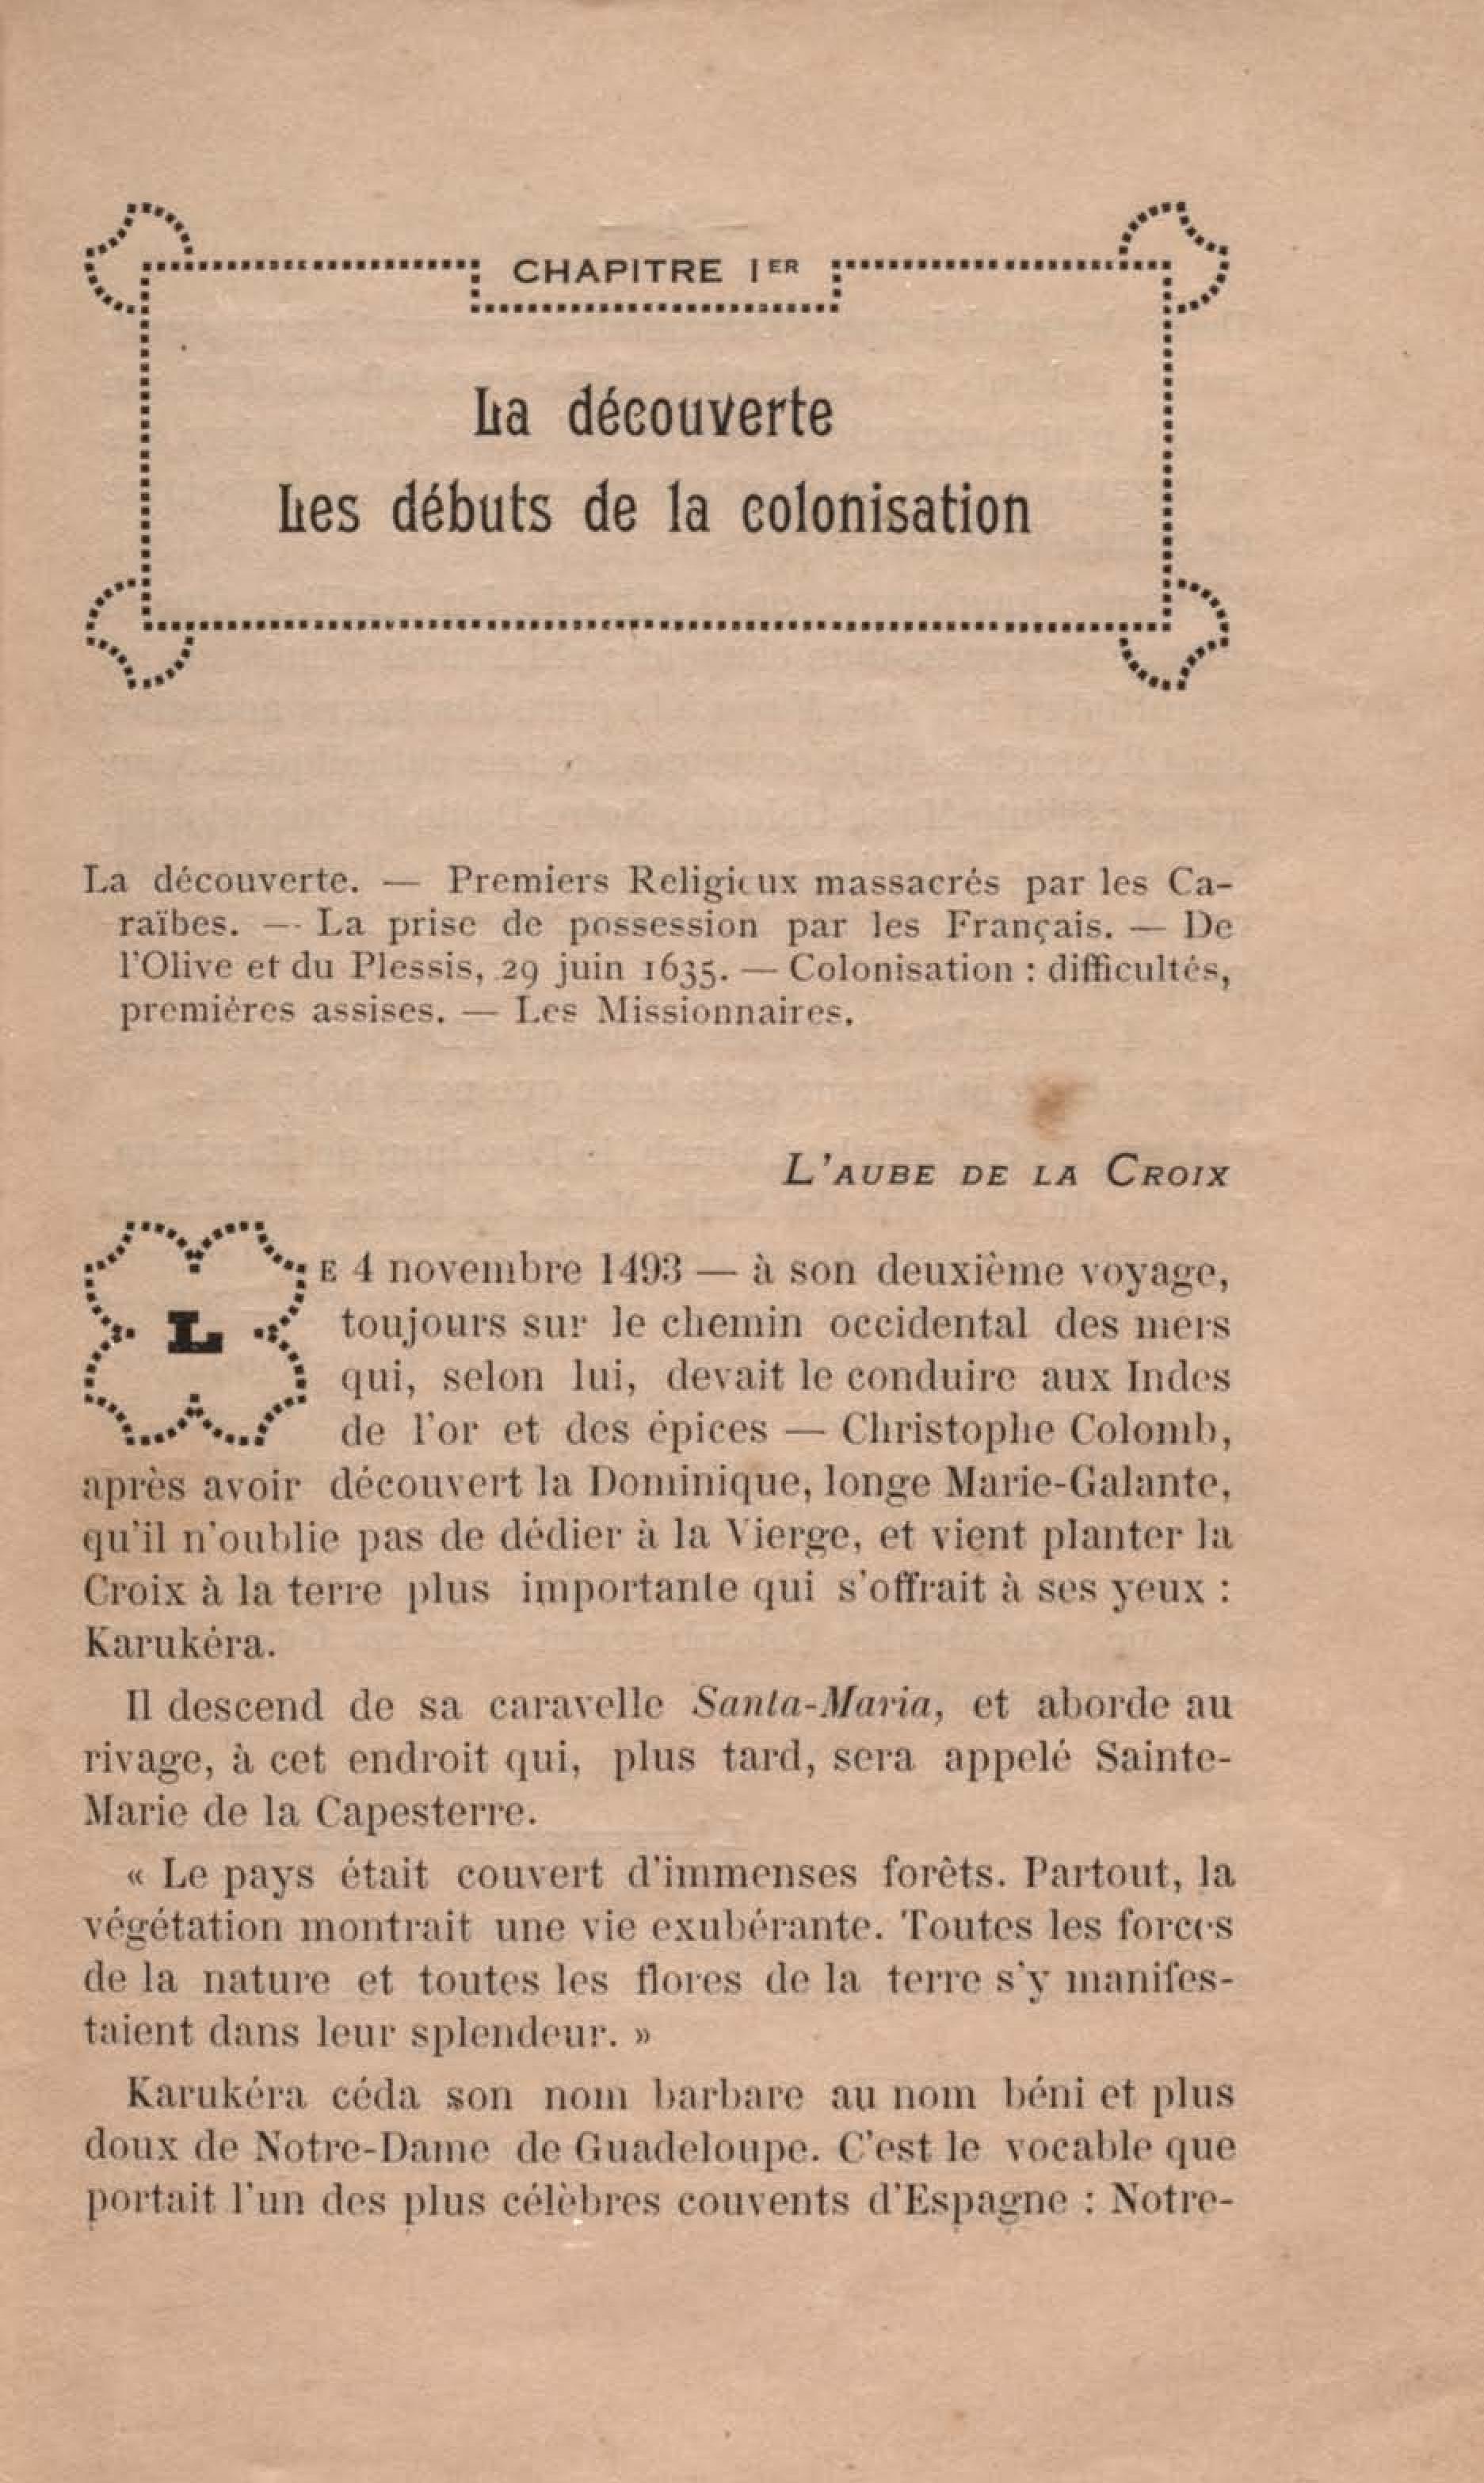 CHAPITRE IER
La découverte
Les débuts de la colonisation
La découverte. — Premiers Religieux massacrés par les Ca-
raïbes. — La prise de possession par les Français. — De
l'Olive et du Plessis, 29 juin 1635. — Colonisation : difficultés,
premières assises. — Les Missionnaires.
L'AUBE DE LA CROIX
LE 4 novembre 1493 — à son deuxième voyage,
toujours sur le chemin occidental des mers
qui, selon lui, devait le conduire aux Indes
de l'or et des épices — Christophe Colomb,
après avoir découvert la Dominique, longe Marie-Galante,
qu'il n'oublie pas de dédier à la Vierge, et vient planter la
Croix à la terre plus importante qui s'offrait à ses yeux :
Karukéra.
Il descend de sa caravelle Santa-Maria, et aborde au
rivage, à cet endroit qui, plus tard, sera appelé Sainte-
Marie de la Capesterre.
« Le pays était couvert d'immenses forêts. Partout, la
végétation montrait une vie exubérante. Toutes les forces
de la nature et toutes les flores de la terre s'y manifes-
taient dans leur splendeur. »
Karukéra céda son nom barbare au nom béni et plus
doux de Notre-Dame de Guadeloupe. C'est le vocable que
portait l'un des plus célèbres couvents d'Espagne : Notre-